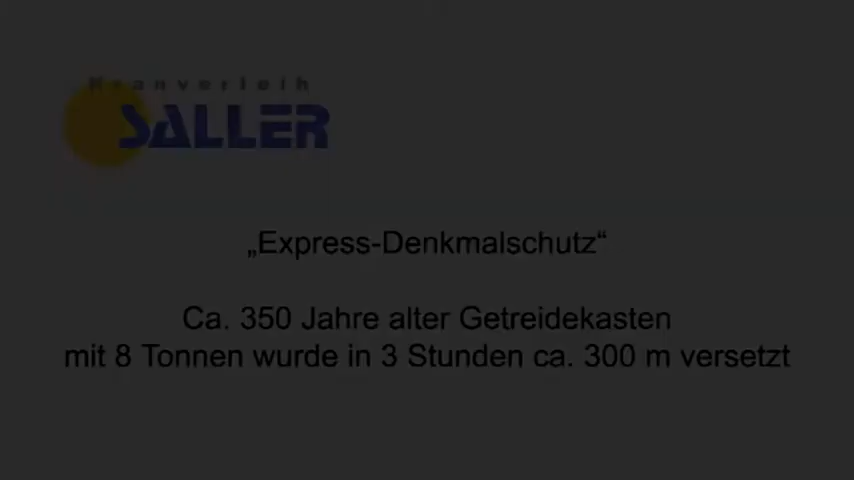 Kranverleih
SALLER
„Express-Denkmalschutz“
Ca. 350 Jahre alter Getreidekasten
mit 8 Tonnen wurde in 3 Stunden ca. 300 m versetzt